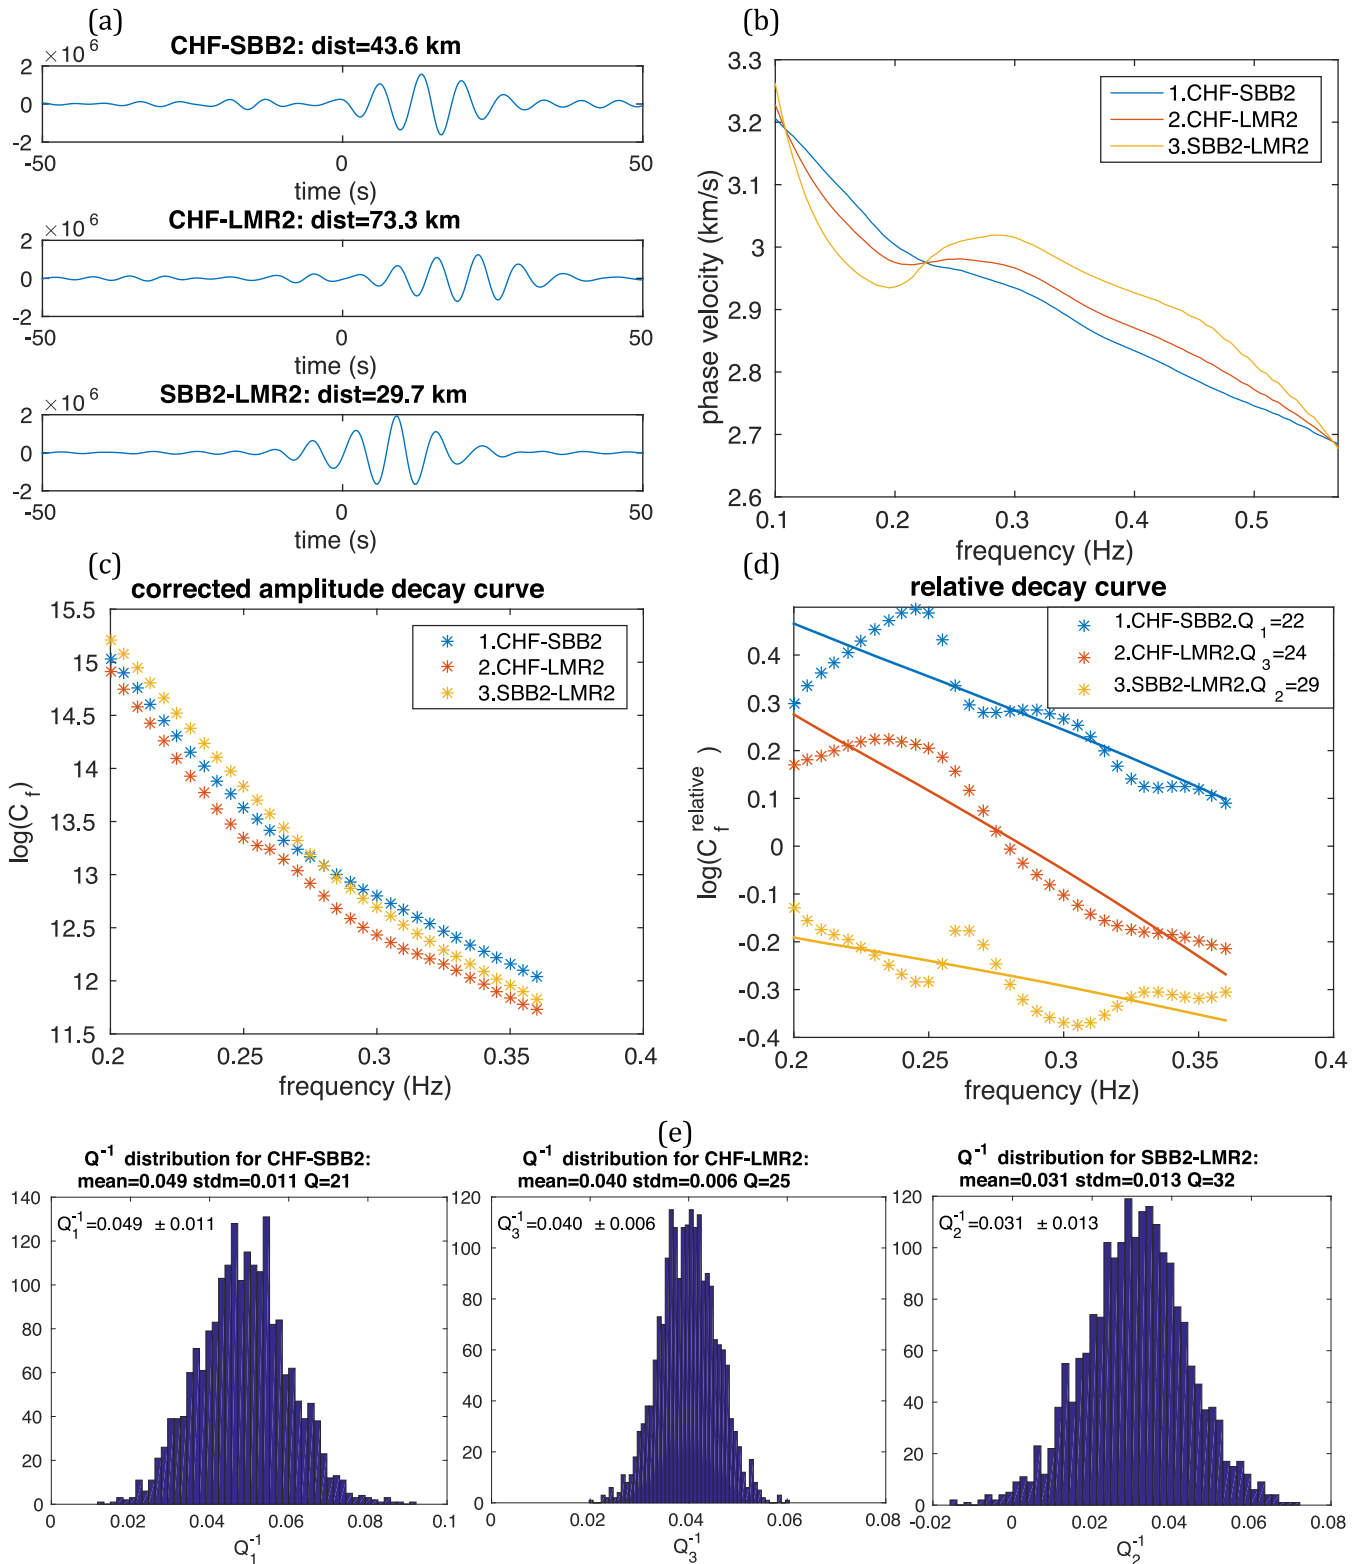 (a)
CHF-SBB2: dist=43.6 km
×10 6
2
0
-2
-50 0 50
time (s)
CHF-LMR2: dist=73.3 km
×10 6
2
0
-2
-50 0 50
time (s)
SBB2-LMR2: dist=29.7 km
×10 6
2
0
-2
-50 0 50
time (s)
(b)
3.3
3.2
3.1
3
2.9
2.8
2.7
2.6
phase velocity (km/s)
1.CHF-SBB2
2.CHF-LMR2
3.SBB2-LMR2
0.1 0.2 0.3 0.4 0.5
frequency (Hz)
(c)
corrected amplitude decay curve
15.5
15
14.5
14
13.5
13
12.5
12
11.5
log(C_f)
1.CHF-SBB2
2.CHF-LMR2
3.SBB2-LMR2
0.2 0.25 0.3 0.35 0.4
frequency (Hz)
(d)
relative decay curve
0.4
0.3
0.2
0.1
0
-0.1
-0.2
-0.3
-0.4
log(C_f^relative)
1.CHF-SBB2.Q_1=22
2.CHF-LMR2.Q_3=24
3.SBB2-LMR2.Q_2=29
0.2 0.25 0.3 0.35 0.4
frequency (Hz)
(e)
Q^-1 distribution for CHF-SBB2:
mean=0.049 stdm=0.011 Q=21
140
120
100
80
60
40
20
0
Q_1^-1=0.049 ± 0.011
0 0.02 0.04 0.06 0.08 0.1
Q_1^-1
Q^-1 distribution for CHF-LMR2:
mean=0.040 stdm=0.006 Q=25
120
100
80
60
40
20
0
Q_3^-1=0.040 ± 0.006
0 0.02 0.04 0.06 0.08
Q_3^-1
Q^-1 distribution for SBB2-LMR2:
mean=0.031 stdm=0.013 Q=32
120
100
80
60
40
20
0
Q_2^-1=0.031 ± 0.013
-0.02 0 0.02 0.04 0.06 0.08
Q_2^-1